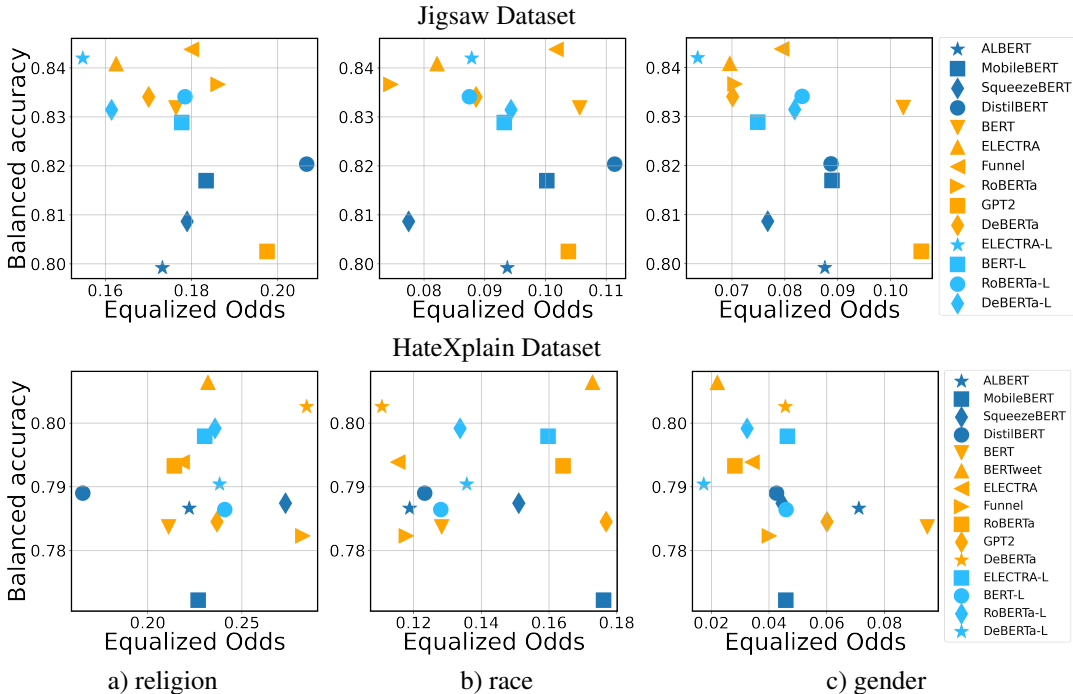 Jigsaw Dataset
Balanced accuracy
0.84
0.83
0.82
0.81
0.80
0.16 0.18 0.20
Equalized Odds
0.08 0.09 0.10 0.11
Equalized Odds
0.07 0.08 0.09 0.10
Equalized Odds
ALBERT
MobileBERT
SqueezeBERT
DistilBERT
BERT
ELECTRA
Funnel
RoBERTa
GPT2
DeBERTa
ELECTRA-L
BERT-L
RoBERTa-L
DeBERTa-L
HateXplain Dataset
Balanced accuracy
0.80
0.79
0.78
0.20 0.25
Equalized Odds
0.12 0.14 0.16 0.18
Equalized Odds
0.02 0.04 0.06 0.08
Equalized Odds
ALBERT
MobileBERT
SqueezeBERT
DistilBERT
BERT
BERTweet
ELECTRA
Funnel
RoBERTa
GPT2
DeBERTa
ELECTRA-L
BERT-L
RoBERTa-L
DeBERTa-L
a) religion
b) race
c) gender